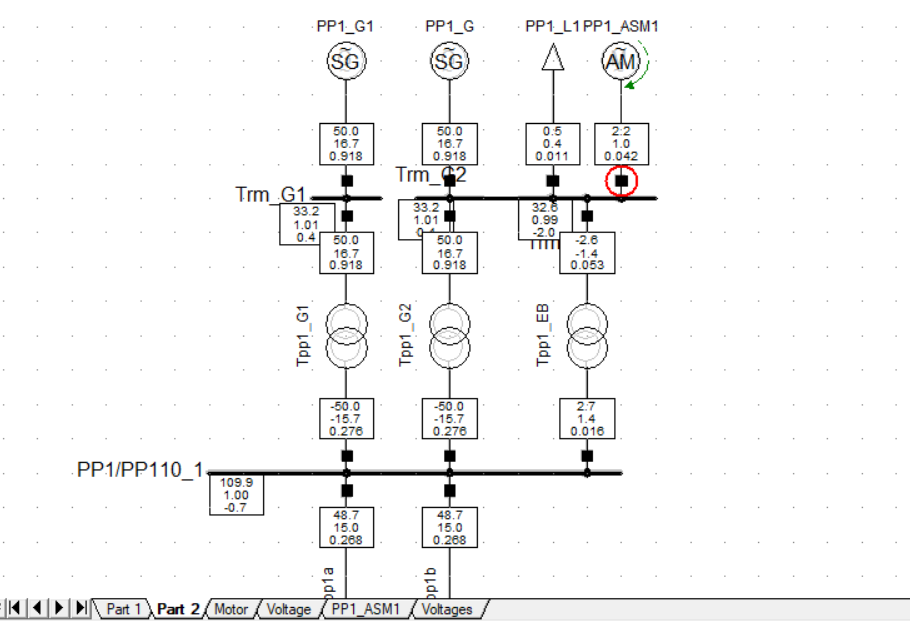 PP1_G1 PP1_G PP1_L1 PP1_ASM1
SG SG AM
50.0 50.0 0.5 2.2
16.7 16.7 0.4 1.0
0.918 0.918 0.011 0.042
Trm_G2
Trm_G1
33.2 33.2 32.6
1.01 1.01 0.99
0.4 0.4 -2.0
50.0 50.0 -2.6
16.7 16.7 -1.4
0.918 0.918 0.053
Tpp1_G1 Tpp1_G2 Tpp1_EB
-50.0 -50.0 2.7
-15.7 -15.7 1.4
0.276 0.276 0.016
PP1/PP110_1
109.9
1.00
-0.7
48.7 48.7
15.0 15.0
0.268 0.268
pp1a pp1b
Part 1 Part 2 Motor Voltage PP1_ASM1 Voltages